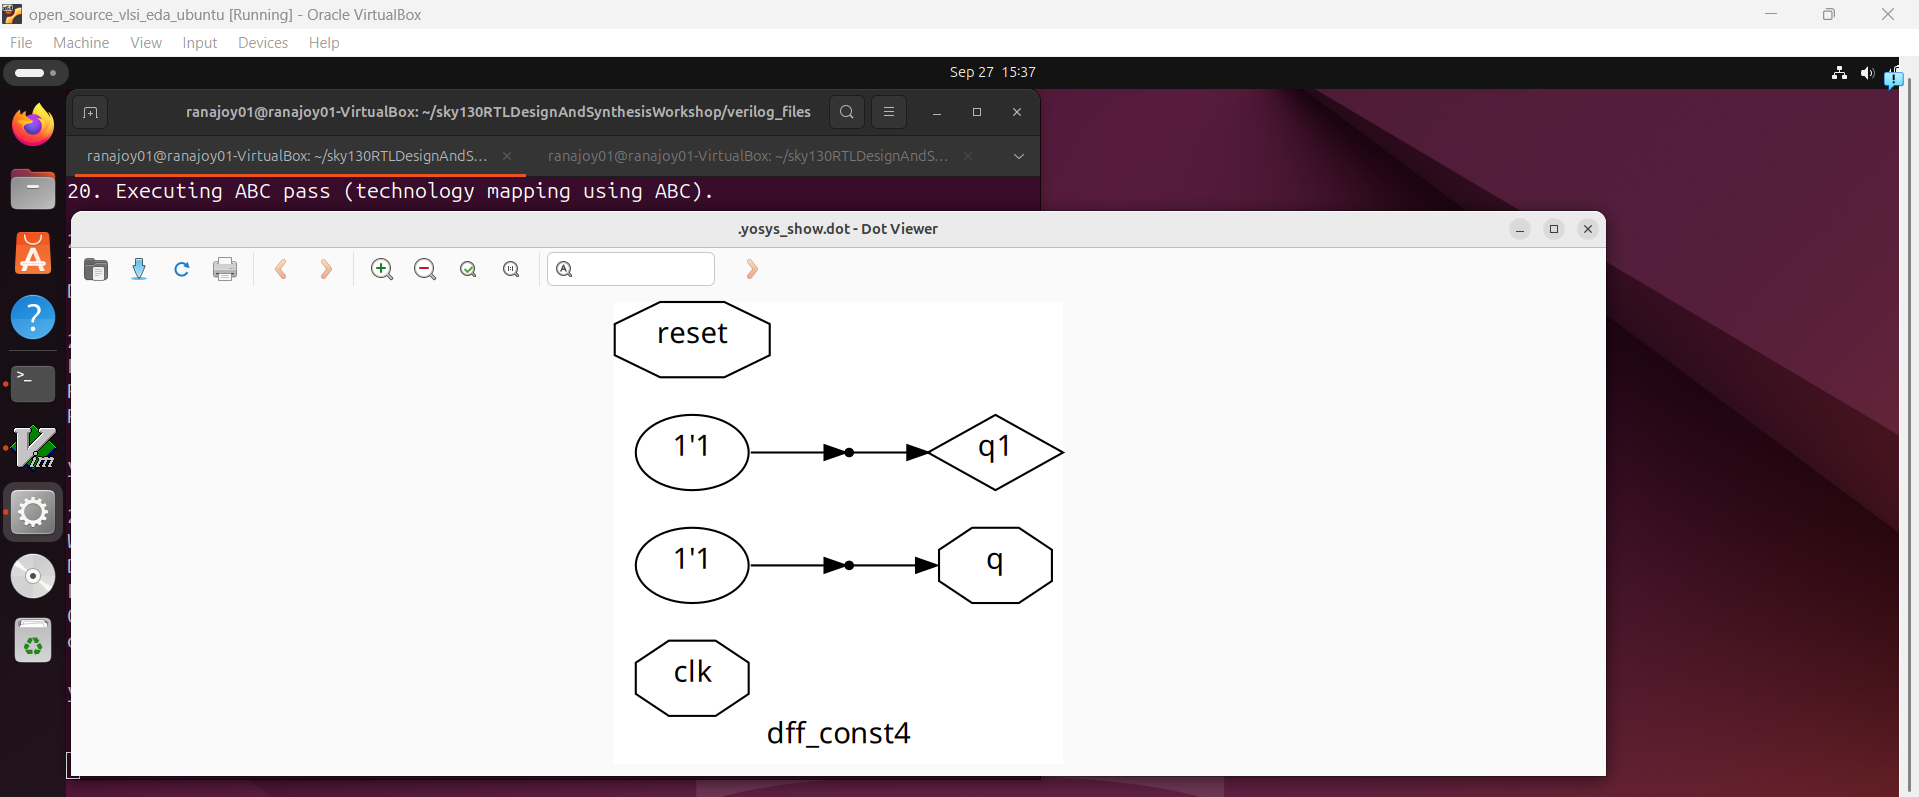 open_source_vlsi_eda_ubuntu [Running] - Oracle VirtualBox
File Machine View Input Devices Help
Sep 27 15:37
ranajoy01@ranajoy01-VirtualBox: ~/sky130RTLDesignAndSynthesisWorkshop/verilog_files
ranajoy01@ranajoy01-VirtualBox: ~/sky130RTLDesignAndS... ranajoy01@ranajoy01-VirtualBox: ~/sky130RTLDesignAndS...
20. Executing ABC pass (technology mapping using ABC).
.yosys_show.dot - Dot Viewer
reset
1'1 q1
1'1 q
clk
dff_const4